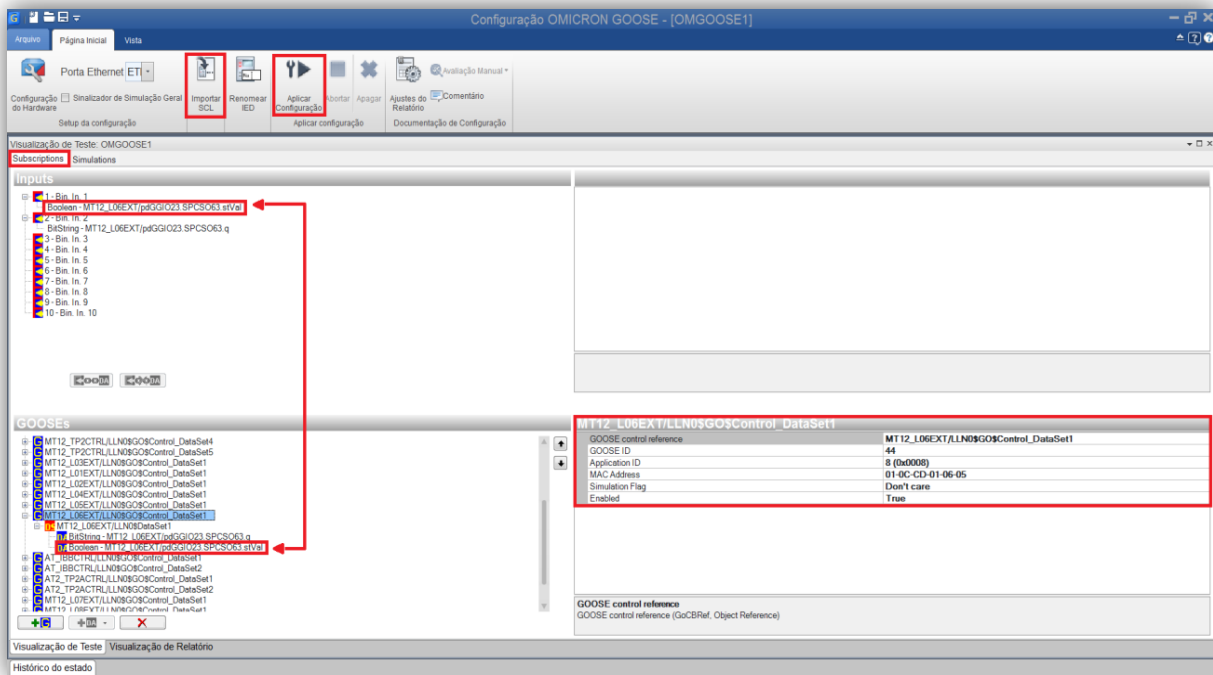 Configuração OMICRON GOOSE - [OMGOOSE1]
Arquivo Página Inicial Vista
Porta Ethernet ETI
Avaliação Manual
Configuração do Hardware
Sinalizador de Simulação Geral
Importar SCL
Renomear IED
Aplicar Configuração
Abortar
Apagar
Ajustes do Relatório
Comentário
Setup da configuração
Aplicar configuração
Documentação de Configuração
Visualização de Teste: OMGOOSE1
Subscriptions Simulations
Inputs
1 - Bin. In. 1
Boolean - MT12_L06EXT/pdGGIO23.SPCSO63.stVal
2 - Bin. In. 2
BitString - MT12_L06EXT/pdGGIO23.SPCSO63.q
3 - Bin. In. 3
4 - Bin. In. 4
5 - Bin. In. 5
6 - Bin. In. 6
7 - Bin. In. 7
8 - Bin. In. 8
9 - Bin. In. 9
10 - Bin. In. 10
DA DA
GOOSEs
MT12_TP2CTRL/LLN0$GO$Control_DataSet4
MT12_TP2CTRL/LLN0$GO$Control_DataSet5
MT12_L03EXT/LLN0$GO$Control_DataSet1
MT12_L01EXT/LLN0$GO$Control_DataSet1
MT12_L02EXT/LLN0$GO$Control_DataSet1
MT12_L04EXT/LLN0$GO$Control_DataSet1
MT12_L05EXT/LLN0$GO$Control_DataSet1
MT12_L06EXT/LLN0$GO$Control_DataSet1
DS MT12_L06EXT/LLN0$DataSet1
DA BitString - MT12_L06EXT/pdGGIO23.SPCSO63.q
DA Boolean - MT12_L06EXT/pdGGIO23.SPCSO63.stVal
AT_IBBCTRL/LLN0$GO$Control_DataSet1
AT_IBBCTRL/LLN0$GO$Control_DataSet2
AT2_TP2ACTRL/LLN0$GO$Control_DataSet1
AT2_TP2ACTRL/LLN0$GO$Control_DataSet2
MT12_L07EXT/LLN0$GO$Control_DataSet1
MT12_L08EXT/LLN0$GO$Control_DataSet1
+G +DA
MT12_L06EXT/LLN0$GO$Control_DataSet1
GOOSE control reference MT12_L06EXT/LLN0$GO$Control_DataSet1
GOOSE ID 44
Application ID 8 (0x0008)
MAC Address 01-0C-CD-01-06-05
Simulation Flag Don't care
Enabled True
GOOSE control reference
GOOSE control reference (GoCBRef, Object Reference)
Visualização de Teste Visualização de Relatório
Histórico do estado